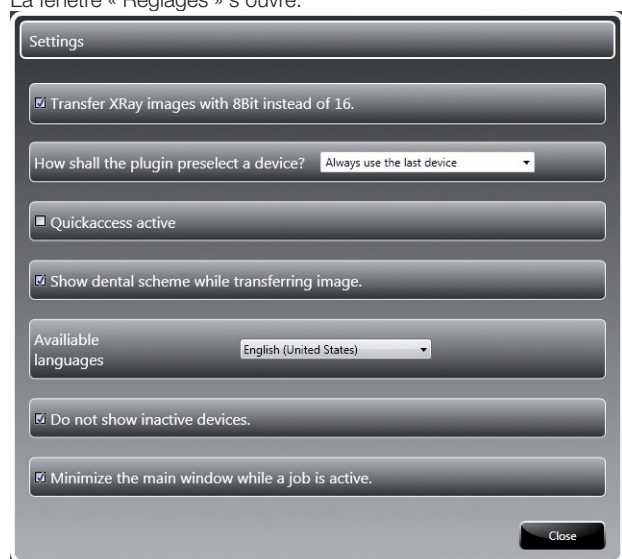 La fenêtre « Réglages » s'ouvre.
Settings
Transfer XRay images with 8Bit instead of 16.
How shall the plugin preselect a device? Always use the last device
Quickaccess active
Show dental scheme while transferring image.
Availiable
languages
English (United States)
Do not show inactive devices.
Minimize the main window while a job is active.
Close